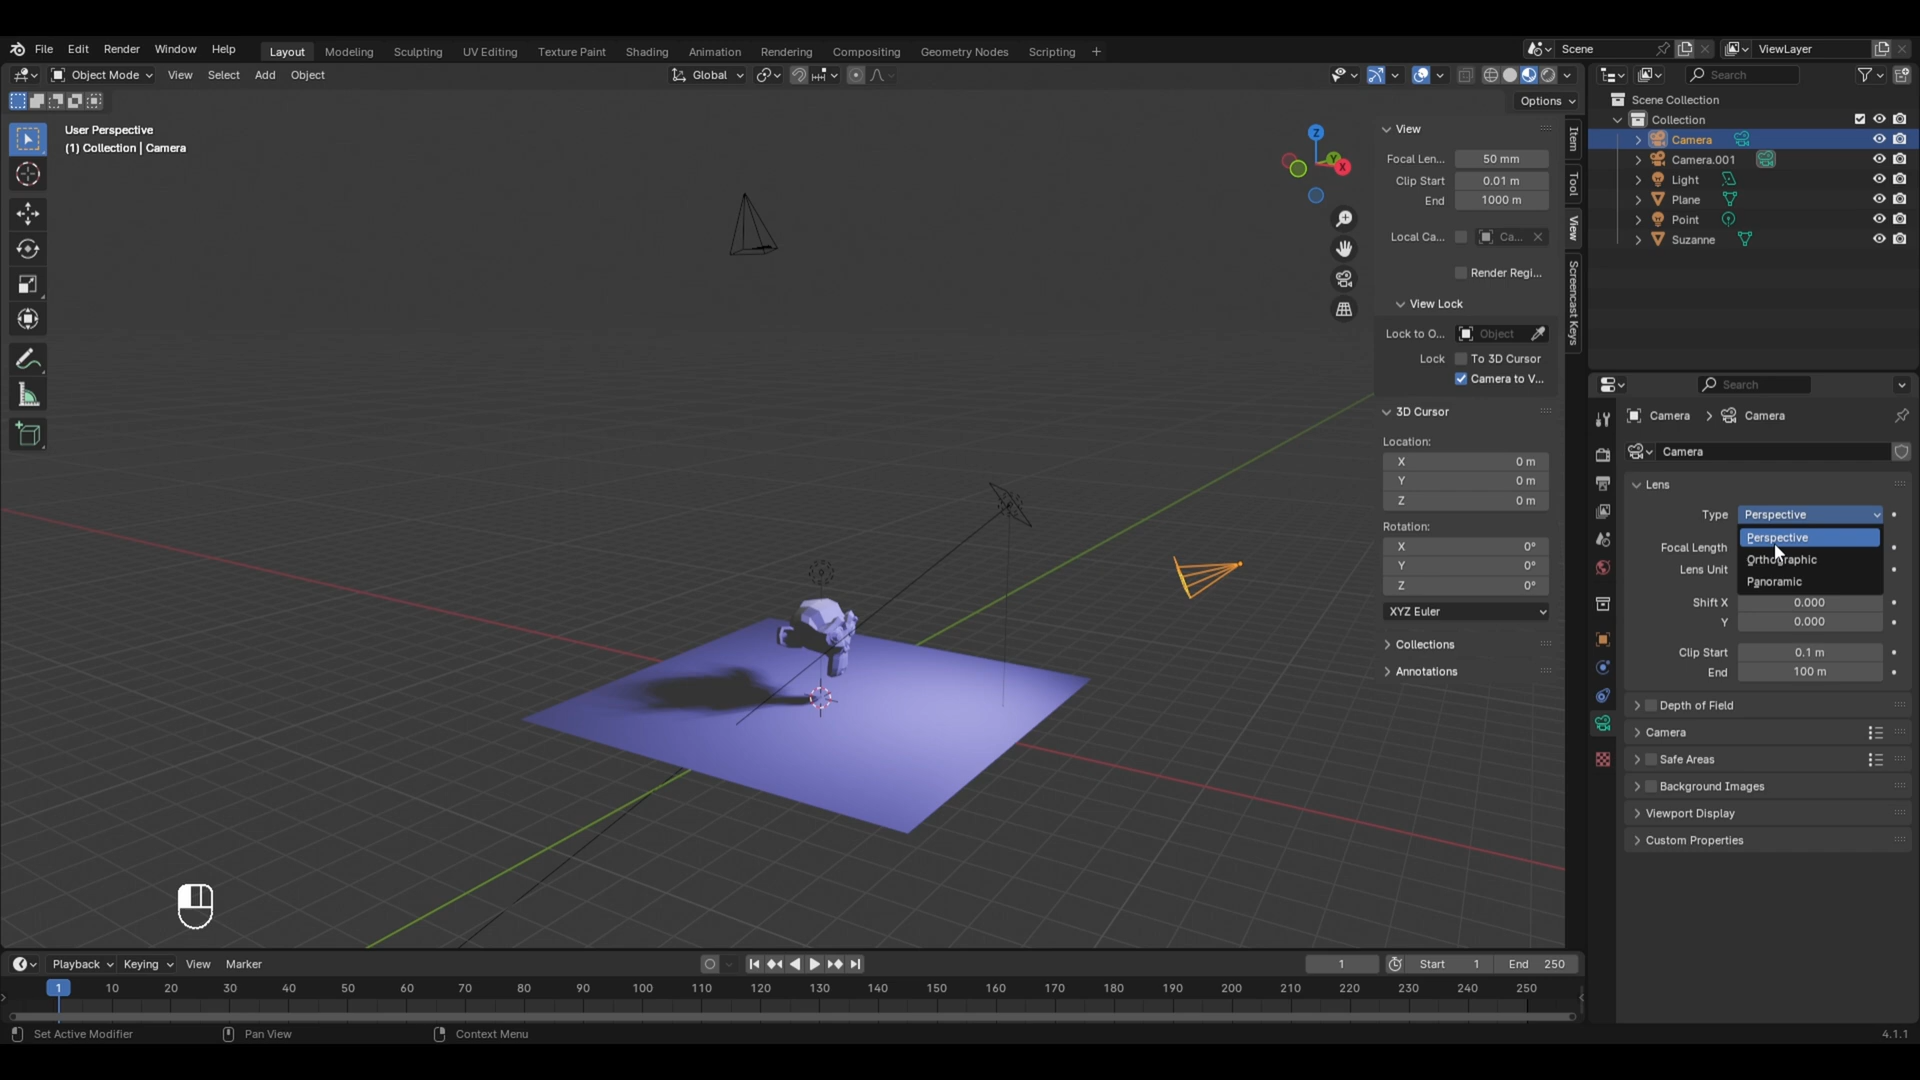 File Edit Render Window Help Layout Modeling Sculpting UV Editing Texture Paint Shading Animation Rendering Compositing Geometry Nodes Scripting + Scene ViewLayer
Object Mode View Select Add Object Global Search
Options
User Perspective
(1) Collection | Camera
Z
Y
X
View
Focal Len... 50 mm
Clip Start 0.01 m
End 1000 m
Local Ca... Ca...
Render Regi...
View Lock
Lock to O... Object
Lock To 3D Cursor
Camera to V...
3D Cursor
Location:
X 0 m
Y 0 m
Z 0 m
Rotation:
X 0°
Y 0°
Z 0°
XYZ Euler
Collections
Annotations
Item
Tool
View
Screencast Keys
Scene Collection
Collection
Camera
Camera.001
Light
Plane
Point
Suzanne
Search
Camera > Camera
Camera
Lens
Type Perspective
Perspective
Focal Length
Orthographic
Lens Unit
Panoramic
Shift X 0.000
Y 0.000
Clip Start 0.1 m
End 100 m
Depth of Field
Camera
Safe Areas
Background Images
Viewport Display
Custom Properties
Playback Keying View Marker 1 Start 1 End 250
1 10 20 30 40 50 60 70 80 90 100 110 120 130 140 150 160 170 180 190 200 210 220 230 240 250
Set Active Modifier Pan View Context Menu 4.1.1